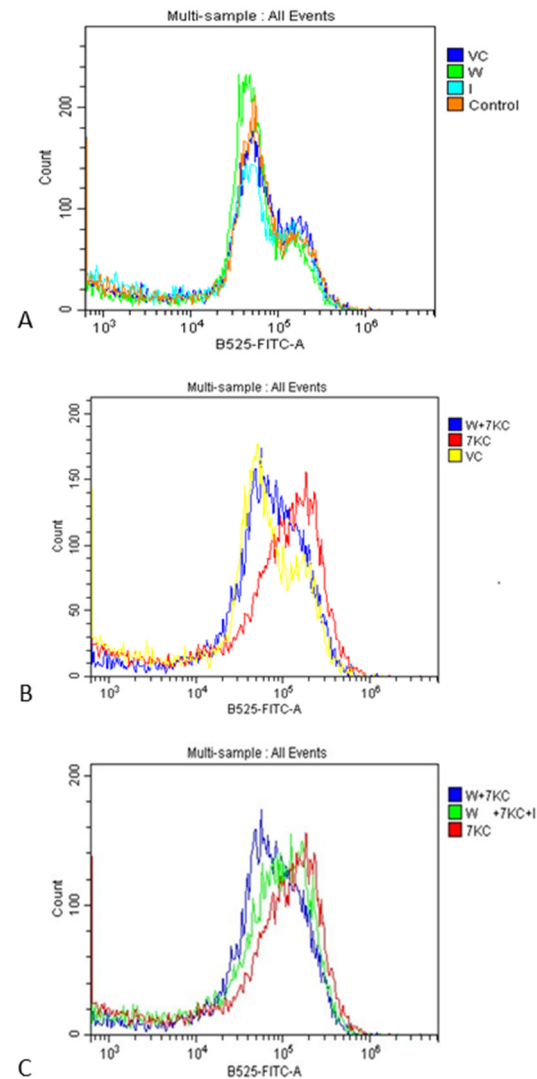 Multi-sample : All Events
Count
200
100
0
10³ 10⁴ 10⁵ 10⁶
B525-FITC-A
VC
W
I
Control
A
Multi-sample : All Events
Count
200
150
100
50
0
10³ 10⁴ 10⁵ 10⁶
B525-FITC-A
W+7KC
7KC
VC
B
Multi-sample : All Events
Count
200
100
0
10³ 10⁴ 10⁵ 10⁶
B525-FITC-A
W+7KC
W +7KC+I
7KC
C